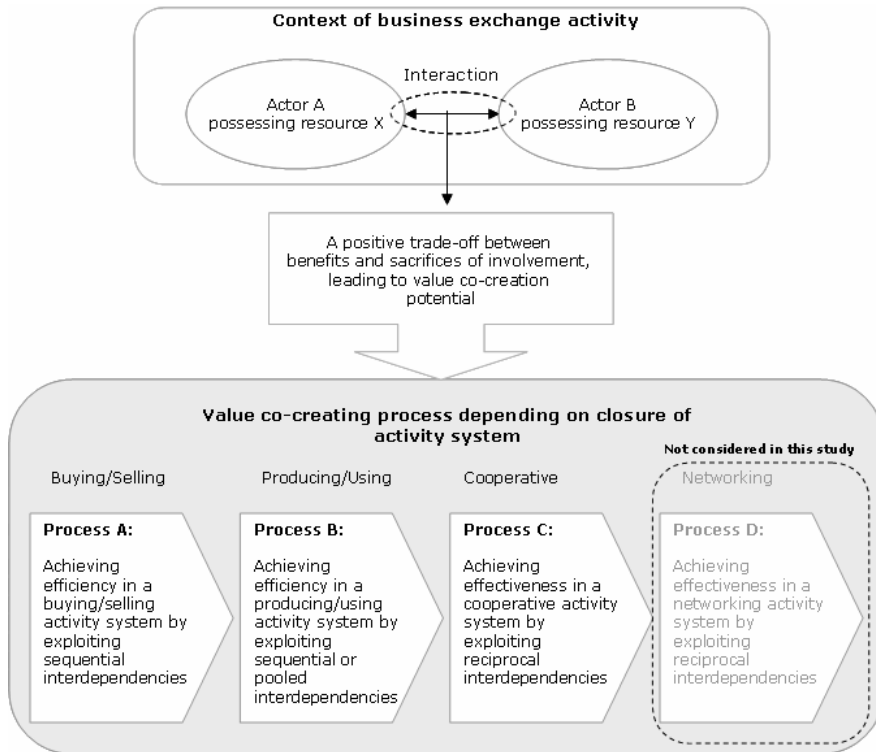 Context of business exchange activity
Interaction
Actor A
possessing resource X
Actor B
possessing resource Y
A positive trade-off between
benefits and sacrifices of involvement,
leading to value co-creation
potential
Value co-creating process depending on closure of
activity system
Not considered in this study
Buying/Selling
Producing/Using
Cooperative
Networking
Process A:
Achieving
efficiency in a
buying/selling
activity system by
exploiting
sequential
interdependencies
Process B:
Achieving
efficiency in a
producing/using
activity system by
exploiting
sequential or
pooled
interdependencies
Process C:
Achieving
effectiveness in a
cooperative activity
system by
exploiting
reciprocal
interdependencies
Process D:
Achieving
effectiveness in a
networking activity
system by
exploiting
reciprocal
interdependencies